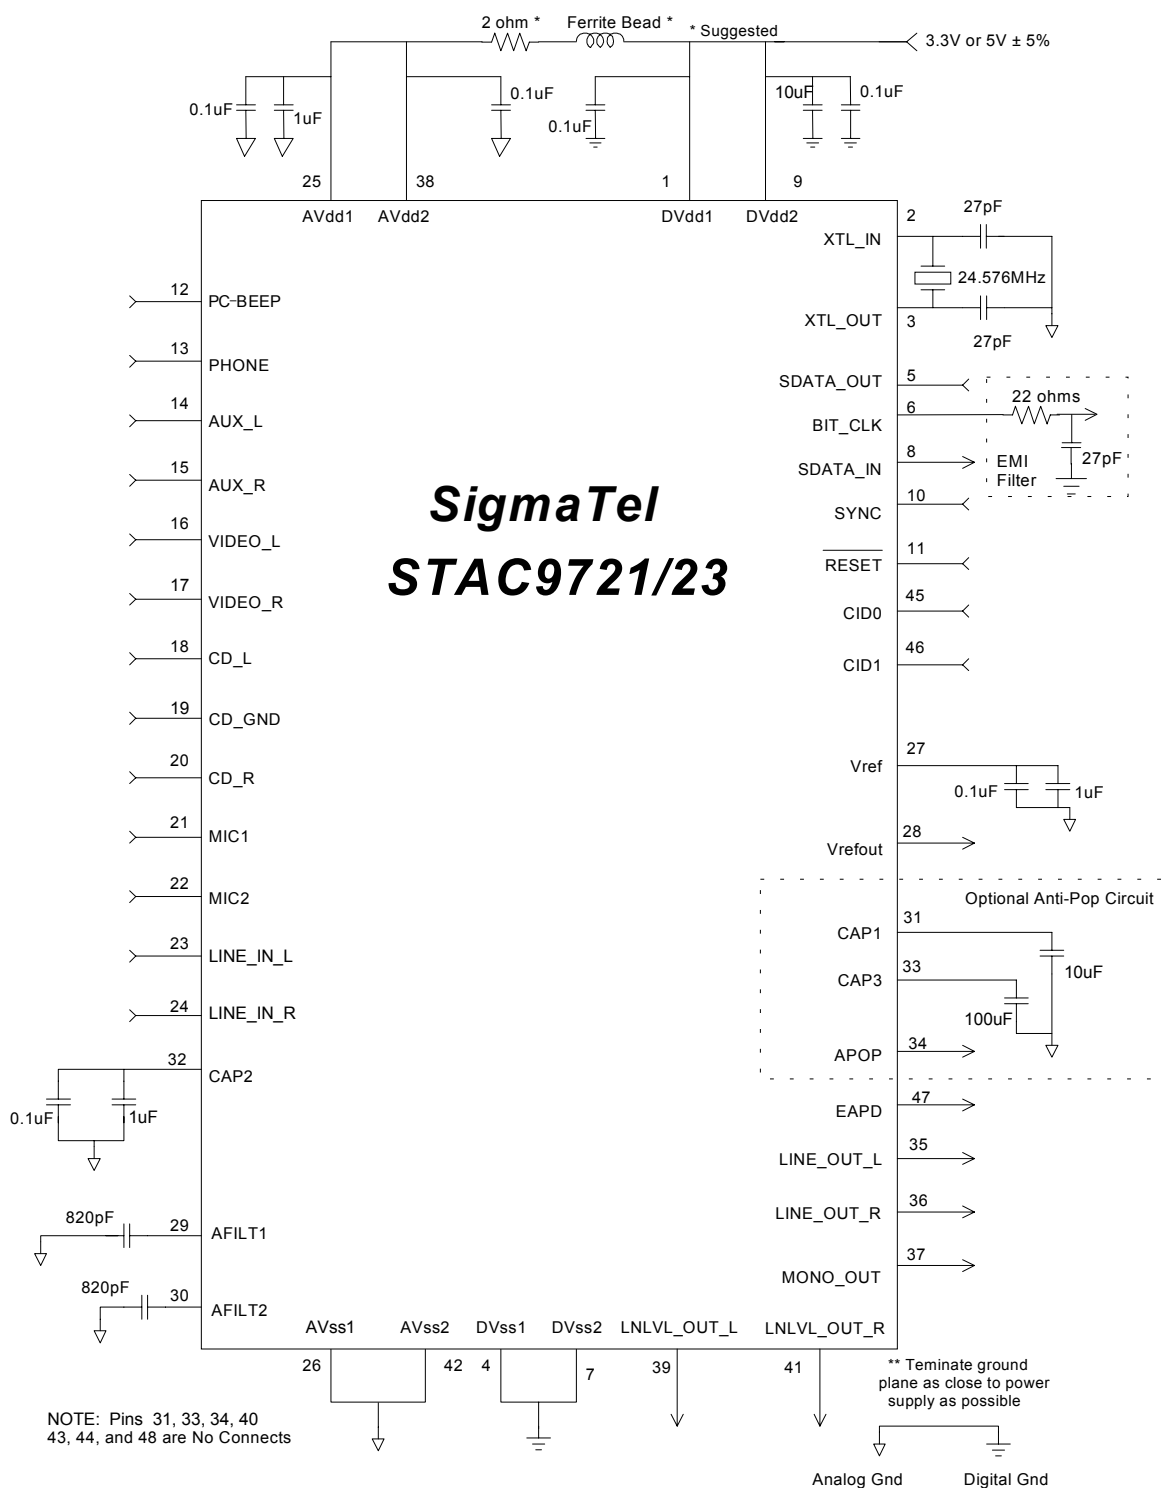 2 ohm *
Ferrite Bead *
* Suggested
3.3V or 5V ± 5%
0.1uF
1uF
0.1uF
0.1uF
10uF
0.1uF
25
38
1
9
AVdd1
AVdd2
DVdd1
DVdd2
2
27pF
XTL_IN
24.576MHz
XTL_OUT
3
27pF
12
PC-BEEP
13
PHONE
14
AUX_L
15
AUX_R
16
VIDEO_L
17
VIDEO_R
18
CD_L
19
CD_GND
20
CD_R
21
MIC1
22
MIC2
23
LINE_IN_L
24
LINE_IN_R
32
CAP2
0.1uF
1uF
820pF
29
AFILT1
820pF
30
AFILT2
SigmaTel
STAC9721/23
SDATA_OUT
5
22 ohms
6
BIT_CLK
27pF
EMI
Filter
8
SDATA_IN
10
SYNC
11
RESET
45
CID0
46
CID1
27
Vref
0.1uF
1uF
28
Vrefout
Optional Anti-Pop Circuit
31
CAP1
10uF
33
CAP3
100uF
34
APOP
47
EAPD
35
LINE_OUT_L
36
LINE_OUT_R
37
MONO_OUT
AVss1
AVss2
DVss1
DVss2
LNLVL_OUT_L
LNLVL_OUT_R
26
42
4
7
39
41
** Teminate ground
plane as close to power
supply as possible
NOTE: Pins 31, 33, 34, 40
43, 44, and 48 are No Connects
Analog Gnd
Digital Gnd